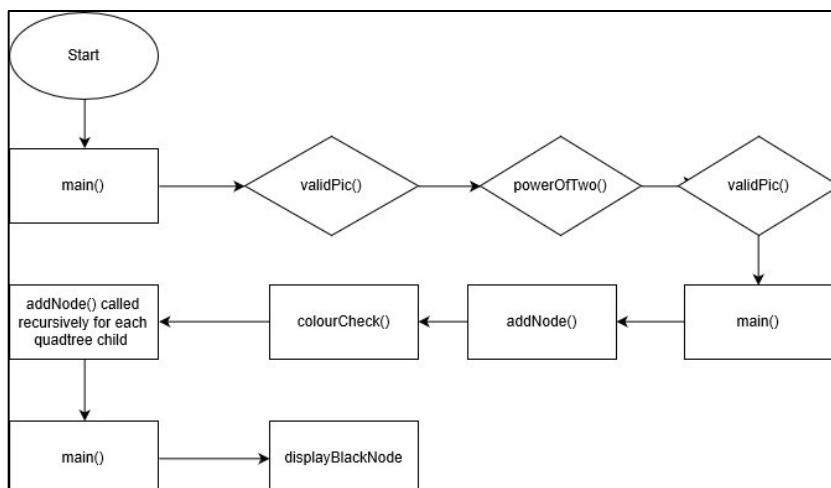 Start
main()
validPic()
powerOfTwo()
validPic()
main()
addNode()
colourCheck()
addNode() called
recursively for each
quadtree child
main()
displayBlackNode